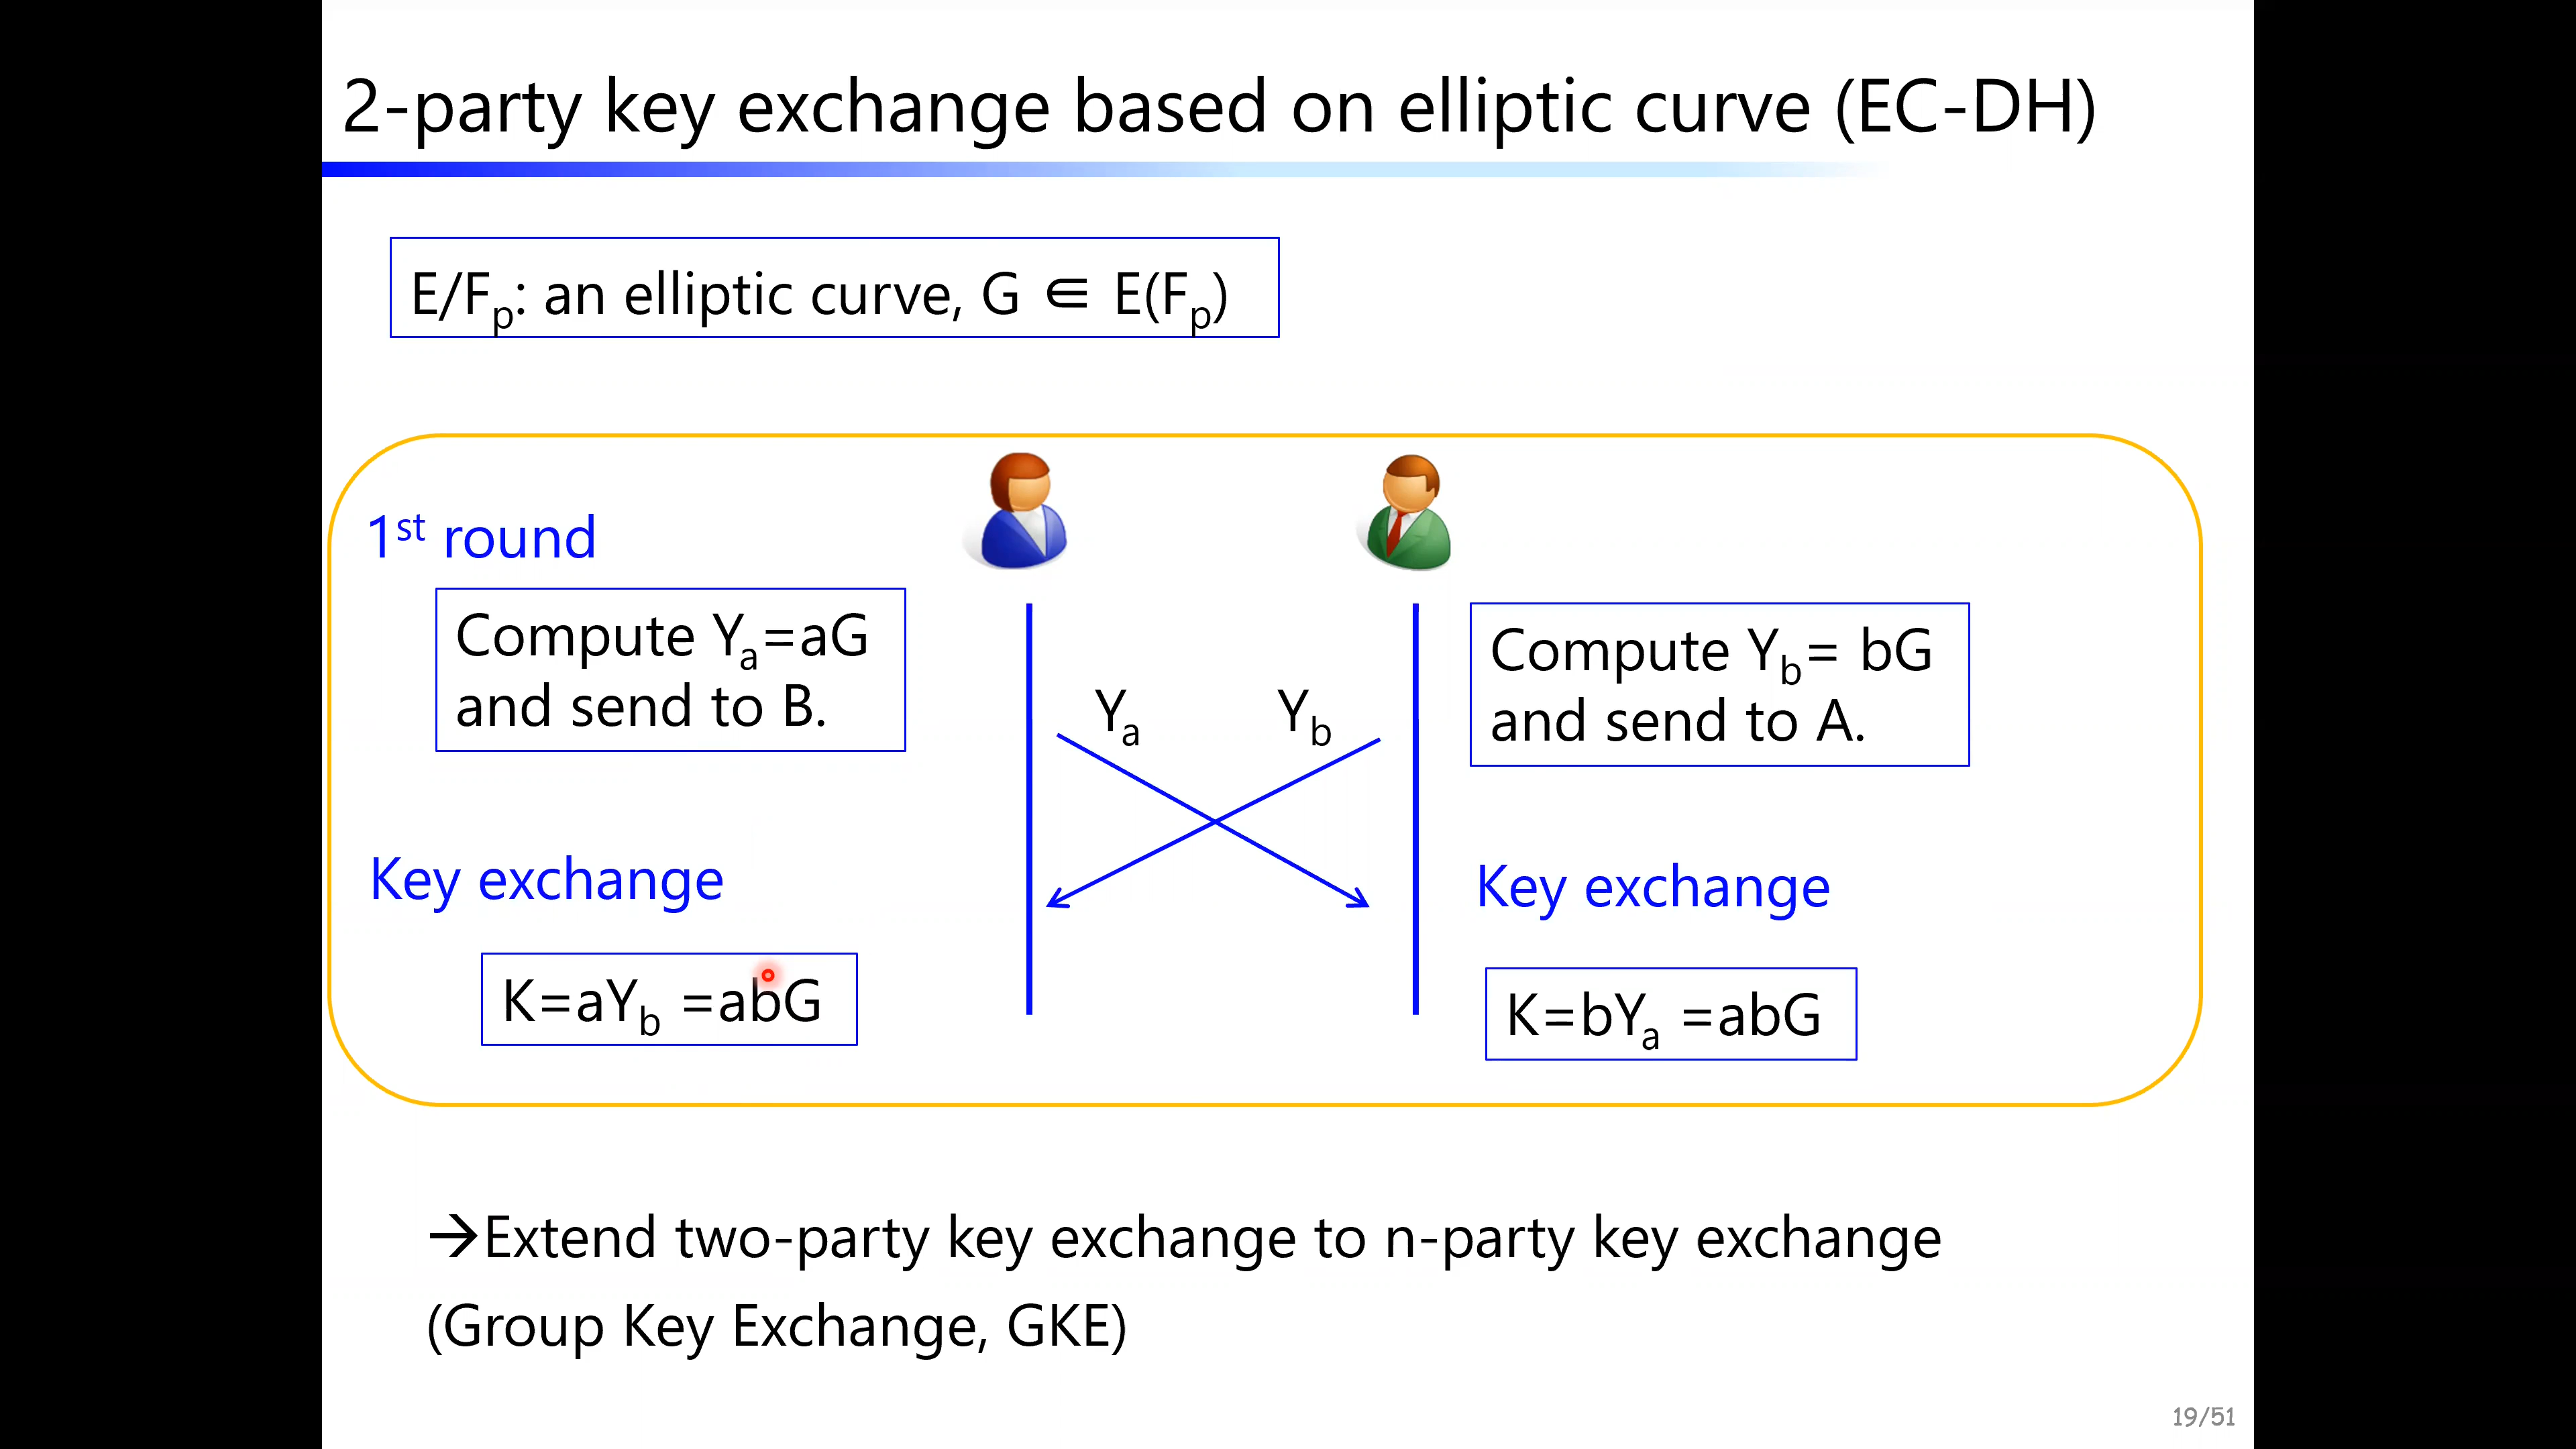 2-party key exchange based on elliptic curve (EC-DH)
E/Fp: an elliptic curve, G ∈ E(Fp)
1st round
Compute Ya=aG
and send to B.
Ya
Yb
Compute Yb= bG
and send to A.
Key exchange
Key exchange
K=aYb =abG
K=bYa =abG
→Extend two-party key exchange to n-party key exchange
(Group Key Exchange, GKE)
19/51